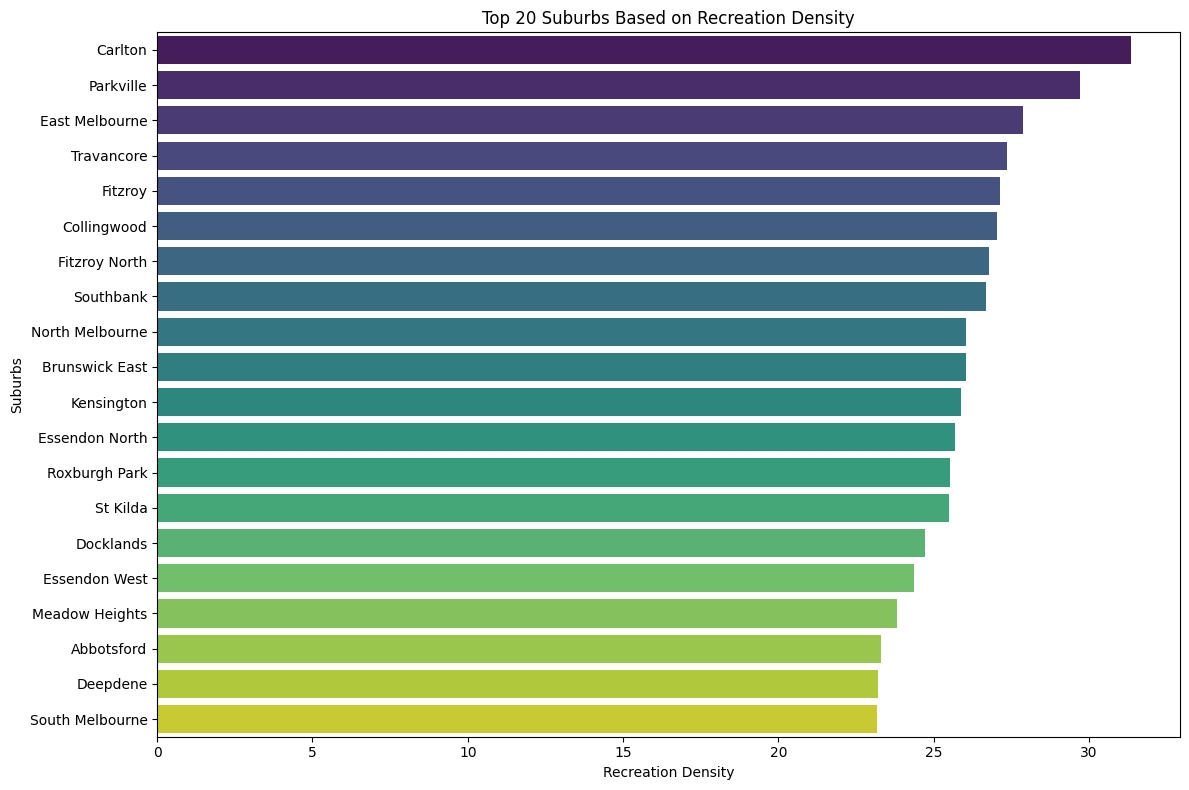 Top 20 Suburbs Based on Recreation Density
Carlton
Parkville
East Melbourne
Travancore
Fitzroy
Collingwood
Fitzroy North
Southbank
North Melbourne
Brunswick East
Kensington
Essendon North
Roxburgh Park
St Kilda
Docklands
Essendon West
Meadow Heights
Abbotsford
Deepdene
South Melbourne
Suburbs
0 5 10 15 20 25 30
Recreation Density